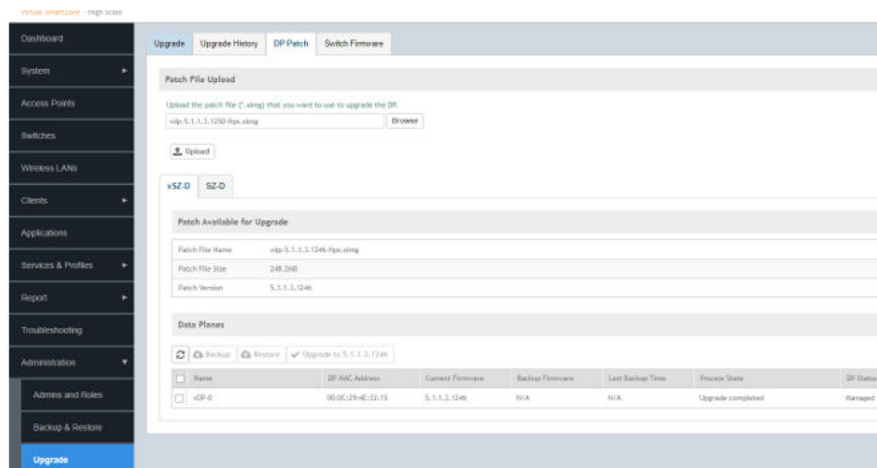 Virtual SmartZone - High Scale
Dashboard
System
Access Points
Switches
Wireless LANs
Clients
Applications
Services & Profiles
Report
Troubleshooting
Administration
Admins and Roles
Backup & Restore
Upgrade
Upgrade Upgrade History DP Patch Switch Firmware
Patch File Upload
Upload the patch file (*.ximg) that you want to use to upgrade the DP.
vdp-5.1.1.3.1250-fips.ximg Browse
Upload
vSZ-D SZ-D
Patch Available for Upgrade
Patch File Name vdp-5.1.1.3.1246-fips.ximg
Patch File Size 248.2MB
Patch Version 5.1.1.3.1246
Data Planes
Backup Restore Upgrade to 5.1.1.3.1246
Name DP MAC Address Current Firmware Backup Firmware Last Backup Time Process State DP Status
vDP-D 00:0C:29:4E:32:15 5.1.1.3.1246 N/A N/A Upgrade completed Managed